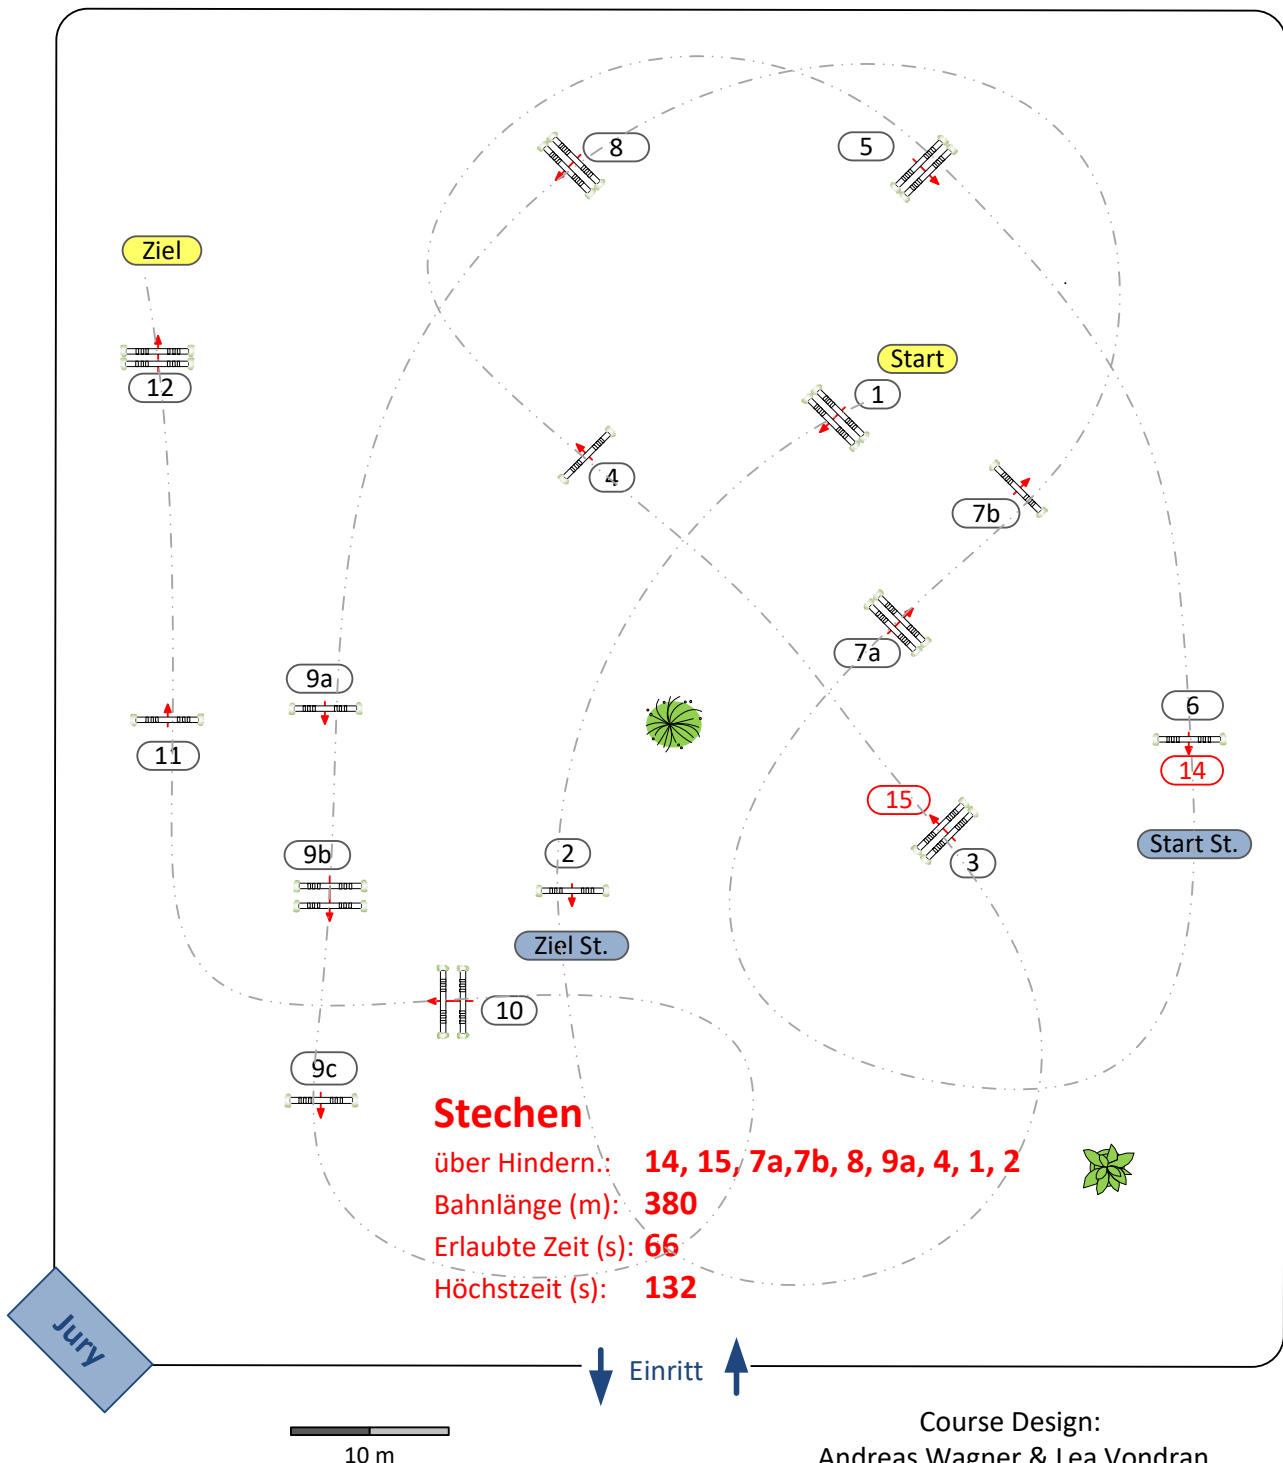 8
5
Ziel
Start
12
1
4
7b
7a
9a
6
11
14
15
9b
2
Start St.
3
Ziel St.
10
9c
Stechen
über Hindern.: 14, 15, 7a,7b, 8, 9a, 4, 1, 2
Bahnlänge (m): 380
Erlaubte Zeit (s): 66
Höchstzeit (s): 132
Jury
Einritt
Course Design:
10 m
Andreas Wagner & Lea Vondran